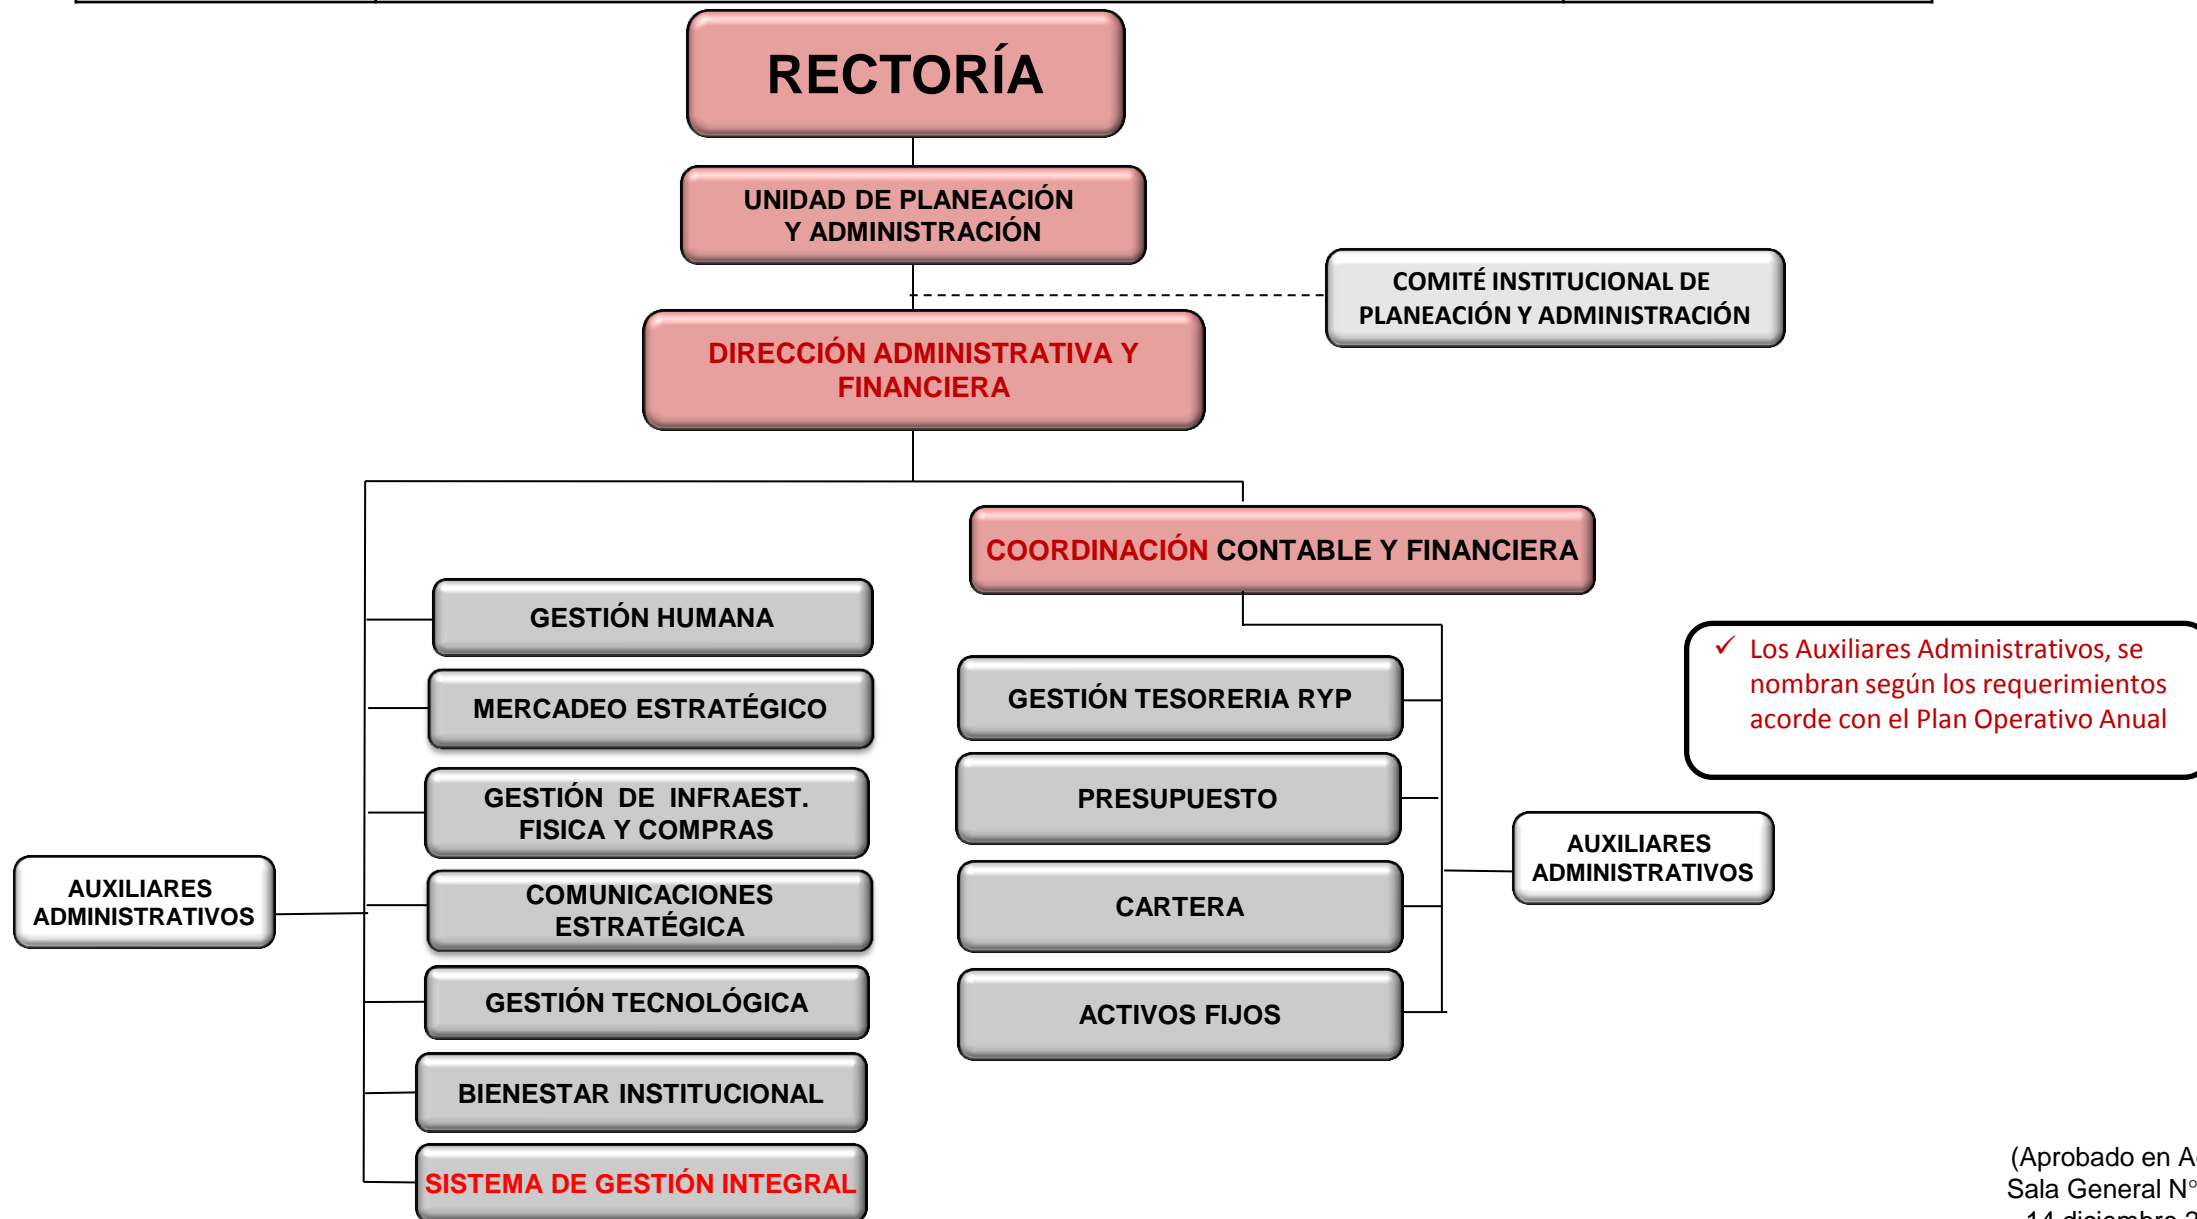 RECTORÍA
UNIDAD DE PLANEACIÓN
Y ADMINISTRACIÓN
COMITÉ INSTITUCIONAL DE
PLANEACIÓN Y ADMINISTRACIÓN
DIRECCIÓN ADMINISTRATIVA Y
FINANCIERA
COORDINACIÓN CONTABLE Y FINANCIERA
GESTIÓN HUMANA
MERCADEO ESTRATÉGICO
GESTIÓN DE INFRAEST.
FISICA Y COMPRAS
COMUNICACIONES
ESTRATÉGICA
GESTIÓN TECNOLÓGICA
BIENESTAR INSTITUCIONAL
SISTEMA DE GESTIÓN INTEGRAL
AUXILIARES
ADMINISTRATIVOS
GESTIÓN TESORERIA RYP
PRESUPUESTO
CARTERA
ACTIVOS FIJOS
AUXILIARES
ADMINISTRATIVOS
✓ Los Auxiliares Administrativos, se
nombran según los requerimientos
acorde con el Plan Operativo Anual
(Aprobado en
Sala General N°
14 diciembre